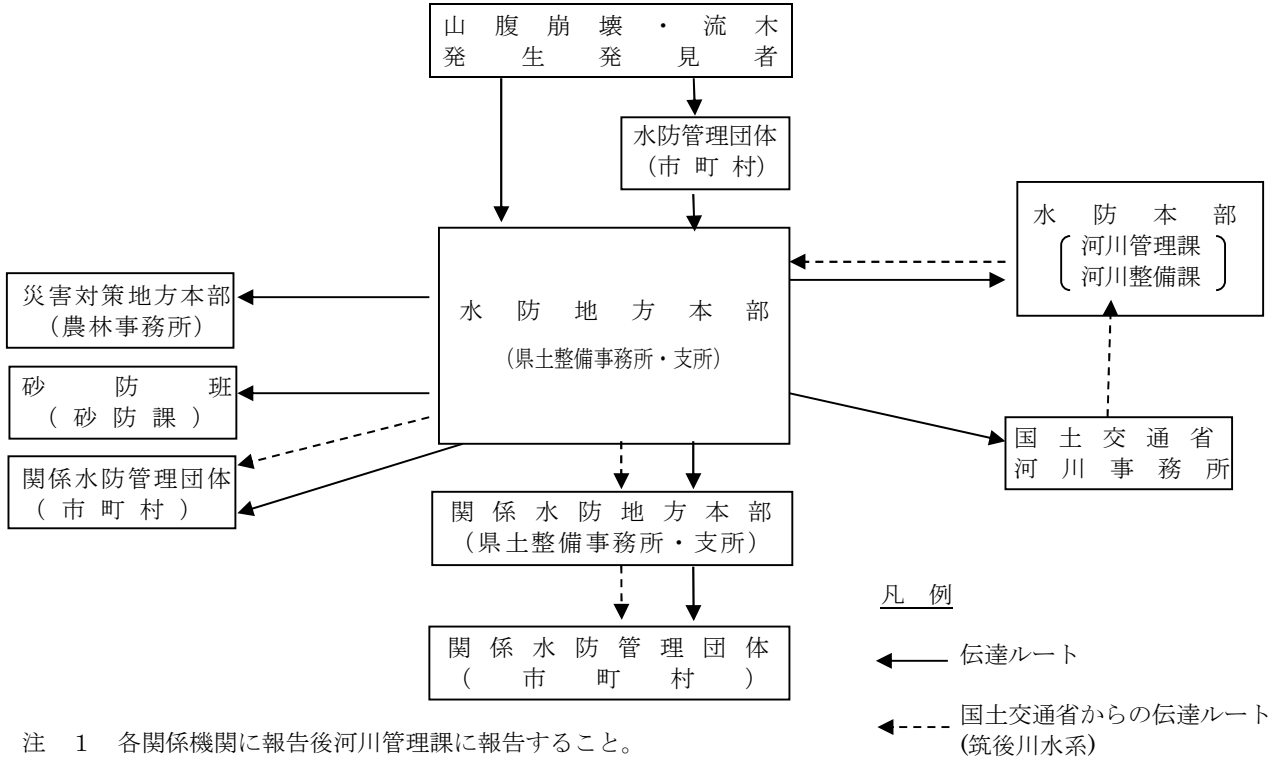 山腹崩壊・流木
発生発見者
水防管理団体
(市町村)
水防本部
河川管理課
河川整備課
災害対策地方本部
(農林事務所)
水防地方本部
(県土整備事務所・支所)
砂防班
(砂防課)
国土交通省
河川事務所
関係水防管理団体
(市町村)
関係水防地方本部
(県土整備事務所・支所)
関係水防管理団体
(市町村)
凡例
伝達ルート
国土交通省からの伝達ルート
(筑後川水系)
注 1 各関係機関に報告後河川管理課に報告すること。